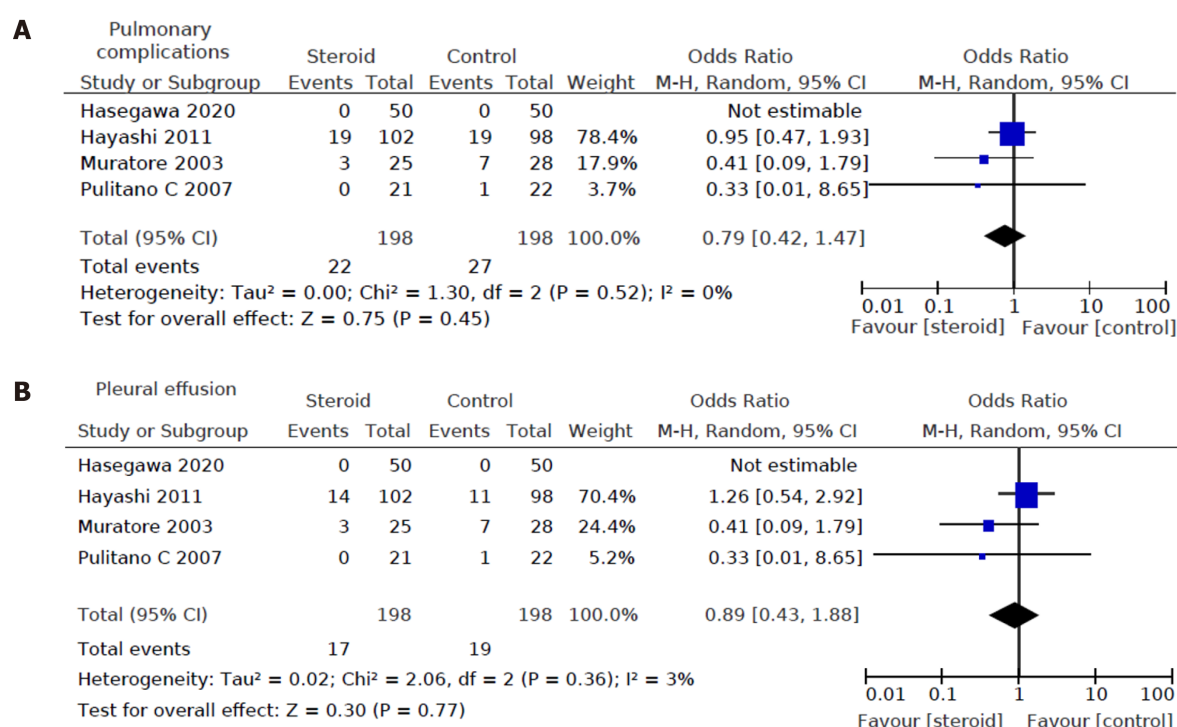 A
Pulmonary
complications
Steroid Control Odds Ratio Odds Ratio
Study or Subgroup Events Total Events Total Weight M-H, Random, 95% CI M-H, Random, 95% CI
Hasegawa 2020 0 50 0 50 Not estimable
Hayashi 2011 19 102 19 98 78.4% 0.95 [0.47, 1.93]
Muratore 2003 3 25 7 28 17.9% 0.41 [0.09, 1.79]
Pulitano C 2007 0 21 1 22 3.7% 0.33 [0.01, 8.65]
Total (95% CI) 198 198 100.0% 0.79 [0.42, 1.47]
Total events 22 27
Heterogeneity: Tau² = 0.00; Chi² = 1.30, df = 2 (P = 0.52); I² = 0%
Test for overall effect: Z = 0.75 (P = 0.45)
0.01 0.1 1 10 100
Favour [steroid] Favour [control]
B
Pleural effusion
Steroid Control Odds Ratio Odds Ratio
Study or Subgroup Events Total Events Total Weight M-H, Random, 95% CI M-H, Random, 95% CI
Hasegawa 2020 0 50 0 50 Not estimable
Hayashi 2011 14 102 11 98 70.4% 1.26 [0.54, 2.92]
Muratore 2003 3 25 7 28 24.4% 0.41 [0.09, 1.79]
Pulitano C 2007 0 21 1 22 5.2% 0.33 [0.01, 8.65]
Total (95% CI) 198 198 100.0% 0.89 [0.43, 1.88]
Total events 17 19
Heterogeneity: Tau² = 0.02; Chi² = 2.06, df = 2 (P = 0.36); I² = 3%
Test for overall effect: Z = 0.30 (P = 0.77)
0.01 0.1 1 10 100
Favour [steroid] Favour [control]